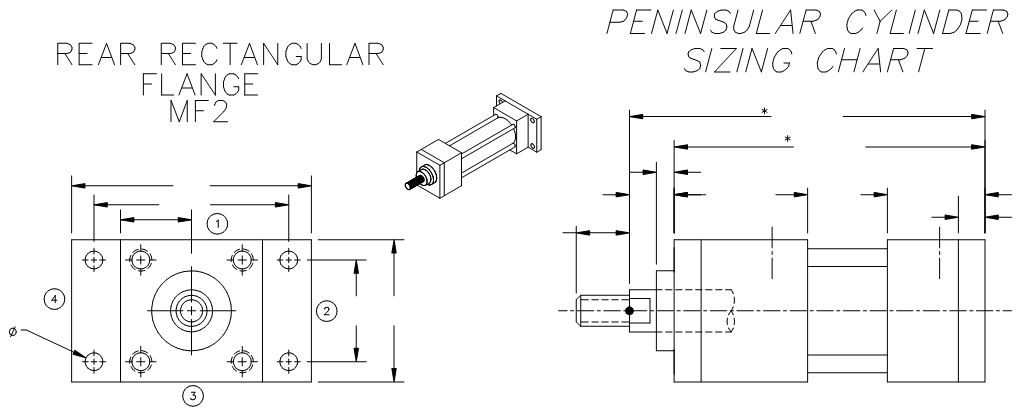 REAR RECTANGULAR
FLANGE
MF2
PENINSULAR CYLINDER
SIZING CHART
*
*
1
4
2
ø
3